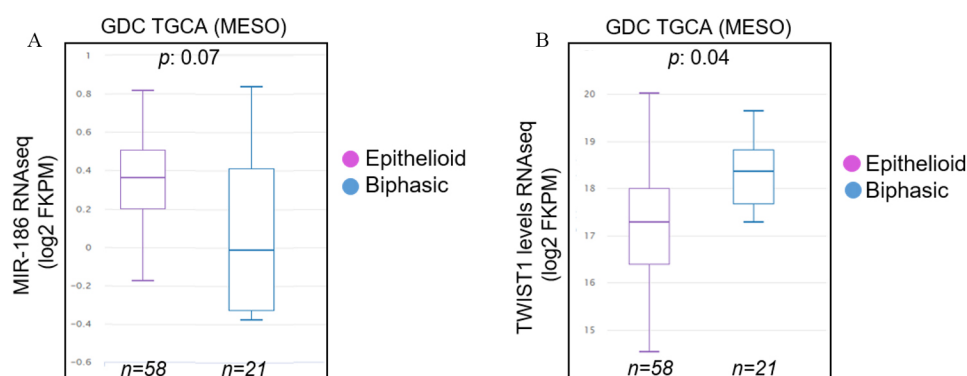 A
GDC TGCA (MESO)
p: 0.07
MIR-186 RNAseq
(log2 FKPM)
1
0.8
0.6
0.4
0.2
0
-0.2
-0.4
-0.6
n=58
n=21
Epithelioid
Biphasic
B
GDC TGCA (MESO)
p: 0.04
TWIST1 levels RNAseq
(log2 FKPM)
20
19
18
17
16
15
n=58
n=21
Epithelioid
Biphasic